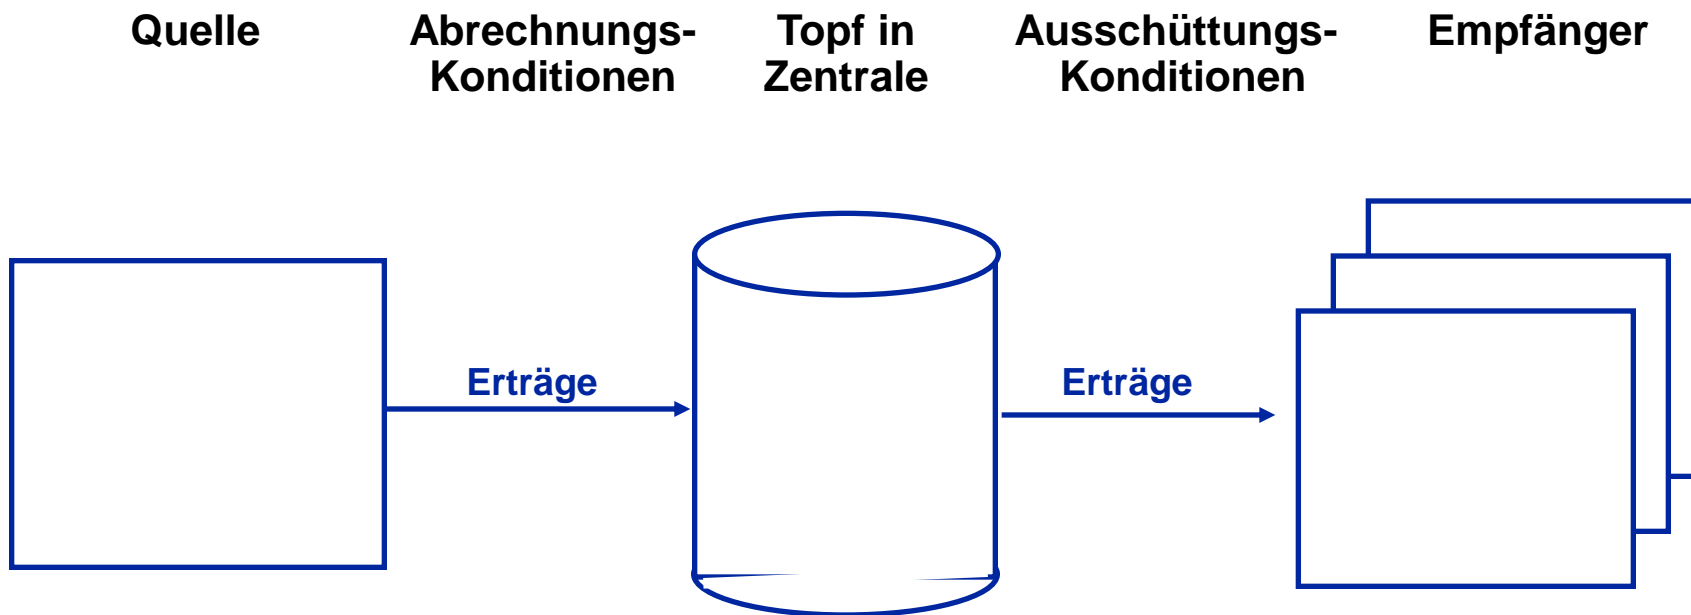 Quelle
Abrechnungs-
Konditionen
Topf in
Zentrale
Ausschüttungs-
Konditionen
Empfänger
Erträge
Erträge